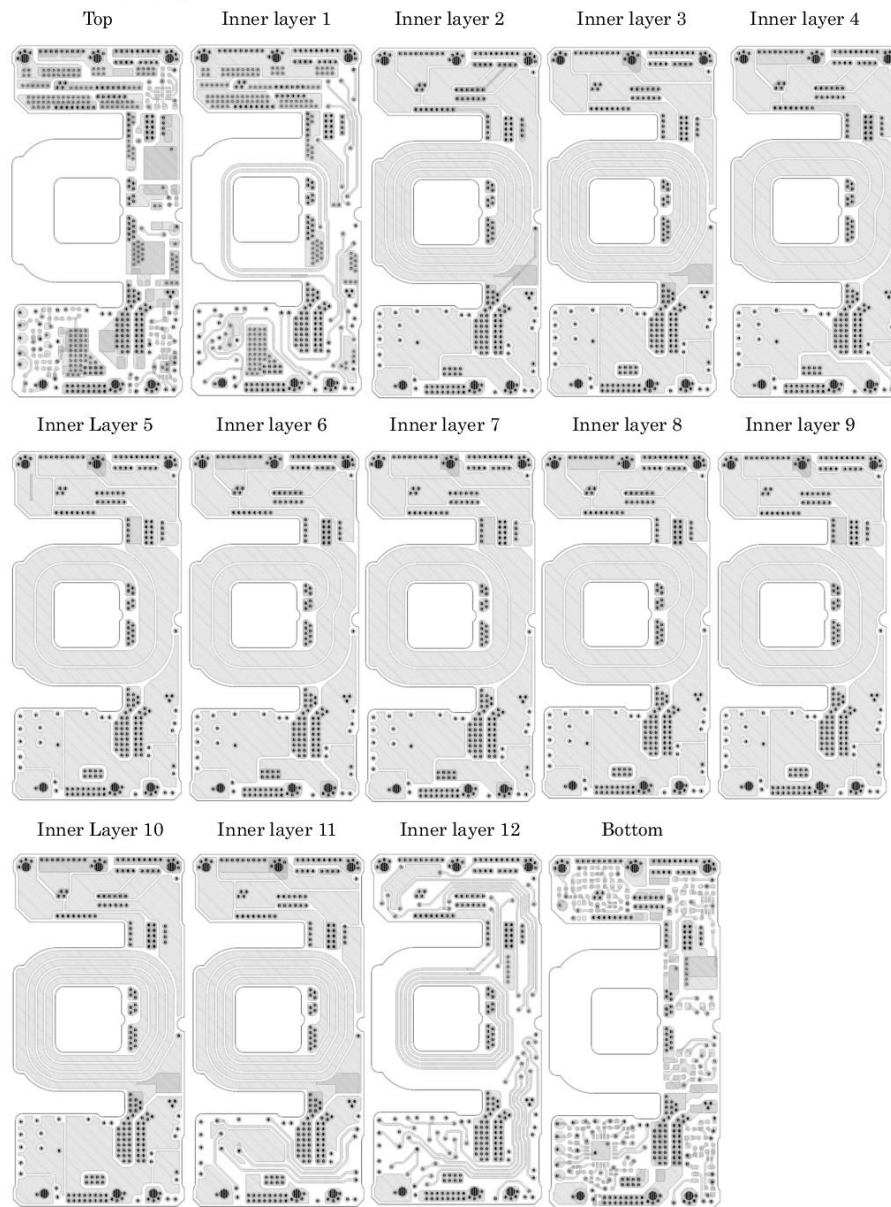 Top Inner layer 1 Inner layer 2 Inner layer 3 Inner layer 4
Inner Layer 5 Inner layer 6 Inner layer 7 Inner layer 8 Inner layer 9
Inner Layer 10 Inner layer 11 Inner layer 12 Bottom